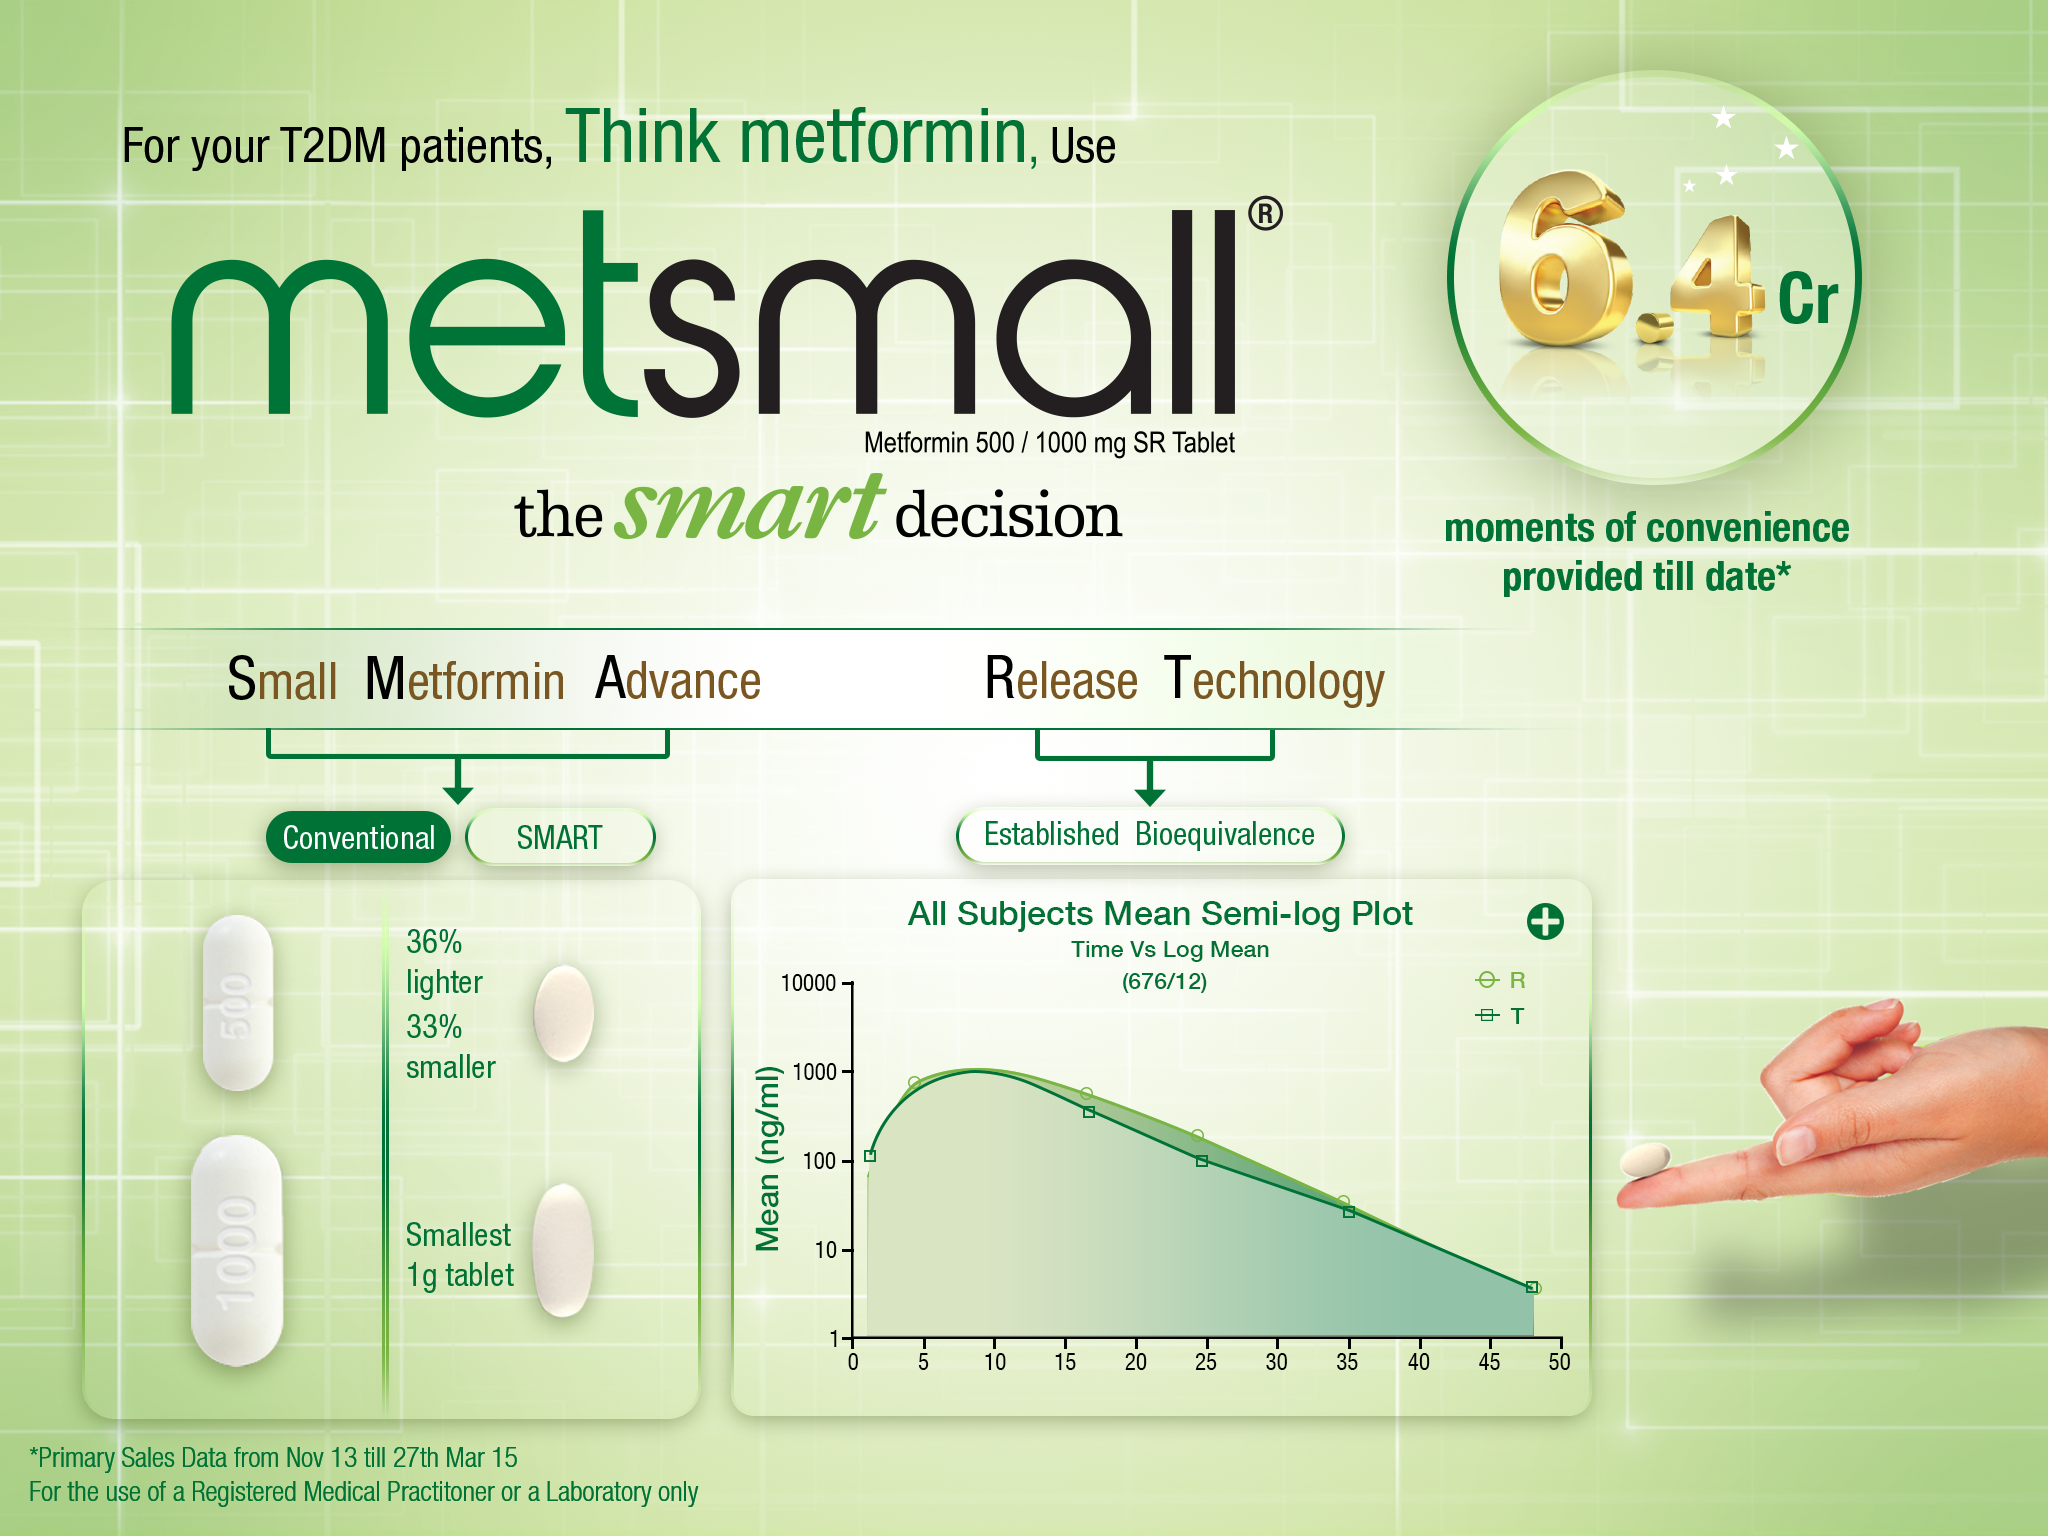 For your T2DM patients, Think metformin, Use
metsmall®
Metformin 500 / 1000 mg SR Tablet
the smart decision
6.4 Cr
moments of convenience
provided till date*
Small Metformin Advance Release Technology
Conventional
SMART
500
36%
lighter
33%
smaller
1000
Smallest
1g tablet
Established Bioequivalence
All Subjects Mean Semi-log Plot
Time Vs Log Mean
(676/12)
R
T
Mean (ng/ml)
10000
1000
100
10
1
0 5 10 15 20 25 30 35 40 45 50
*Primary Sales Data from Nov 13 till 27th Mar 15
For the use of a Registered Medical Practitoner or a Laboratory only